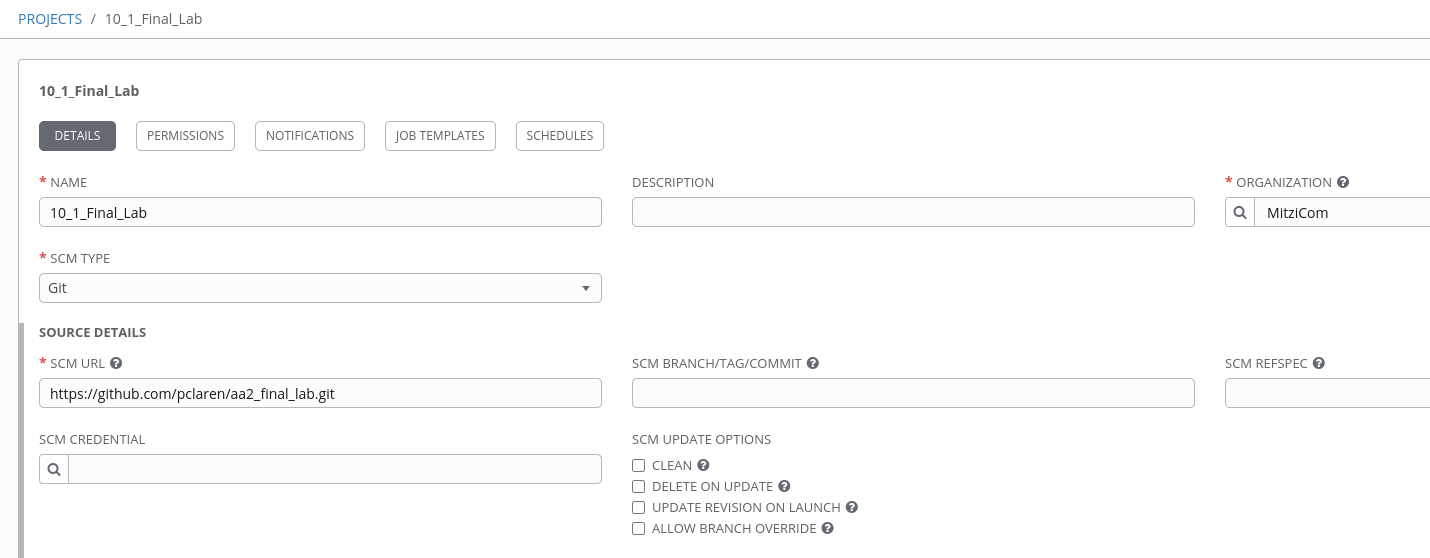 PROJECTS / 10_1_Final_Lab
10_1_Final_Lab
DETAILS PERMISSIONS NOTIFICATIONS JOB TEMPLATES SCHEDULES
* NAME DESCRIPTION * ORGANIZATION ?
10_1_Final_Lab MitziCom
* SCM TYPE
Git
SOURCE DETAILS
* SCM URL ? SCM BRANCH/TAG/COMMIT ? SCM REFSPEC ?
https://github.com/pclaren/aa2_final_lab.git
SCM CREDENTIAL SCM UPDATE OPTIONS
CLEAN ?
DELETE ON UPDATE ?
UPDATE REVISION ON LAUNCH ?
ALLOW BRANCH OVERRIDE ?